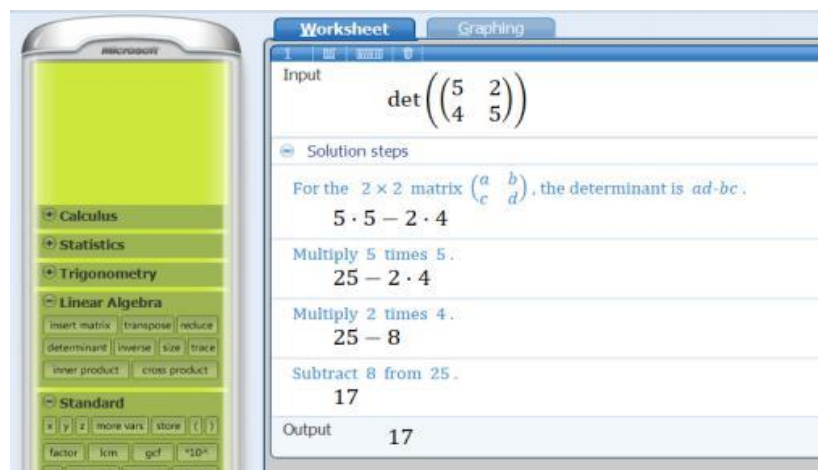 Worksheet Graphing
Microsoft
1
Input
det((5 2
4 5))
Solution steps
For the 2 × 2 matrix (a b
c d), the determinant is ad-bc .
5 · 5 − 2 · 4
Multiply 5 times 5 .
25 − 2 · 4
Multiply 2 times 4 .
25 − 8
Subtract 8 from 25 .
17
Output
17
Calculus
Statistics
Trigonometry
Linear Algebra
insert matrix transpose reduce
determinant inverse size trace
inner product cross product
Standard
x y z more vars store ( )
factor lcm gcf *10^